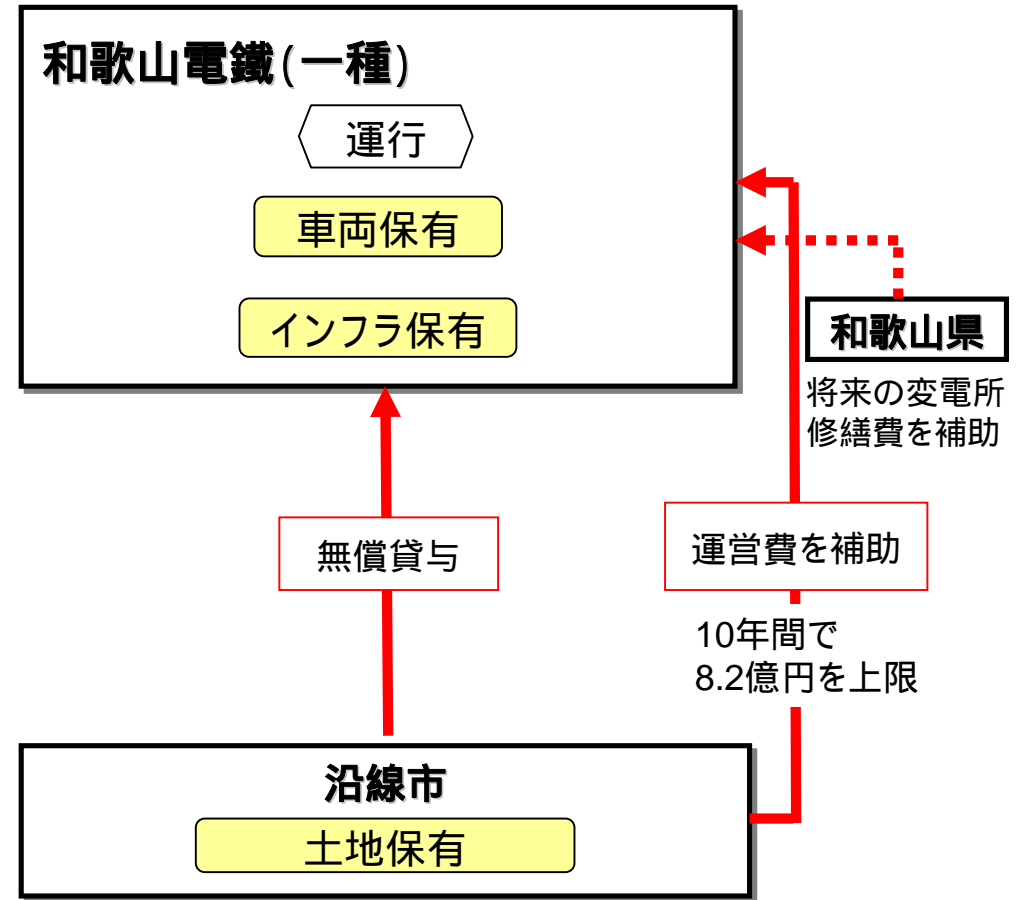 和歌山電鐵(一種)
運行
車両保有
インフラ保有
和歌山県
将来の変電所
修繕費を補助
無償貸与
運営費を補助
10年間で
8.2億円を上限
沿線市
土地保有